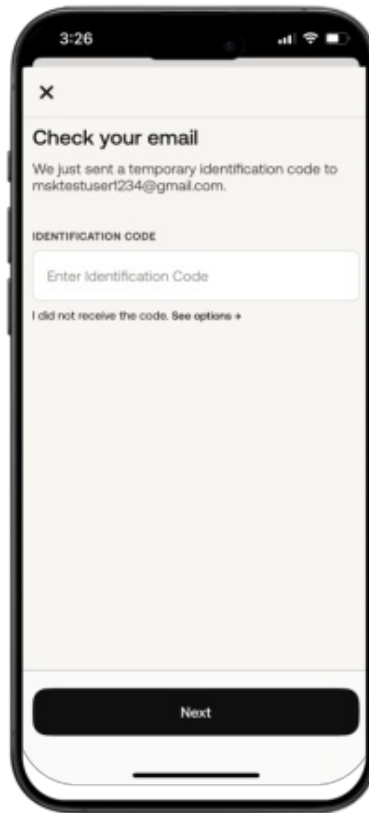 3:26
Check your email
We just sent a temporary identification code to
msktestuser1234@gmail.com.
IDENTIFICATION CODE
Enter Identification Code
I did not receive the code. See options +
Next